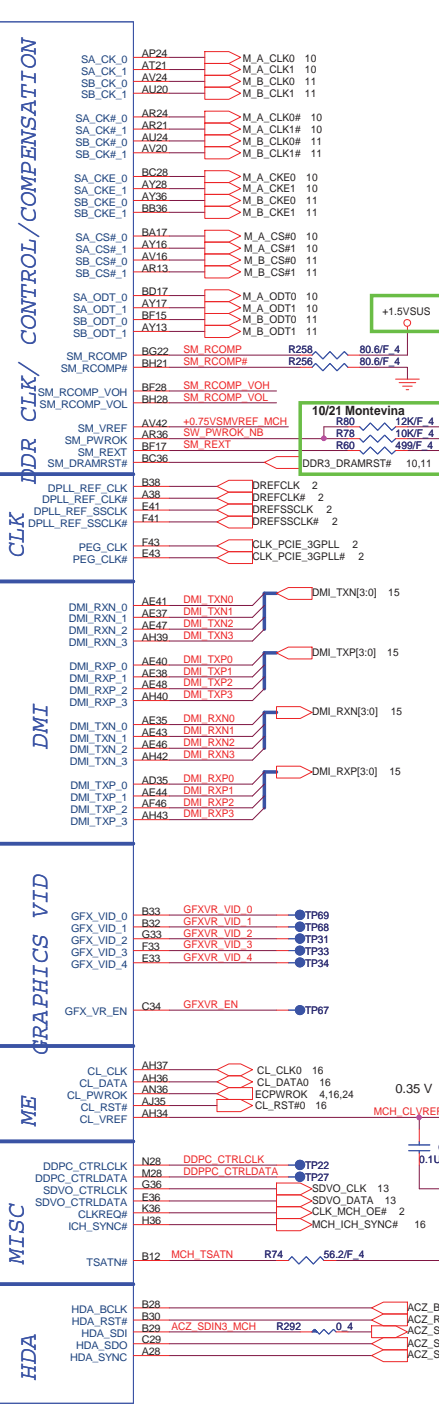 DDR CLK/ CONTROL/COMPENSATION
SA_CK_0 AP24 M_A_CLK0 10
SA_CK_1 AT21 M_A_CLK1 10
SB_CK_0 AV24 M_B_CLK0 11
SB_CK_1 AU20 M_B_CLK1 11
SA_CK#_0 AR24 M_A_CLK0# 10
SA_CK#_1 AR21 M_A_CLK1# 10
SB_CK#_0 AU24 M_B_CLK0# 11
SB_CK#_1 AV20 M_B_CLK1# 11
SA_CKE_0 BC28 M_A_CKE0 10
SA_CKE_1 AY28 M_A_CKE1 10
SB_CKE_0 AY36 M_B_CKE0 11
SB_CKE_1 BB36 M_B_CKE1 11
SA_CS#_0 BA17 M_A_CS#0 10
SA_CS#_1 AY16 M_A_CS#1 10
SB_CS#_0 AV16 M_B_CS#0 11
SB_CS#_1 AR13 M_B_CS#1 11
SA_ODT_0 BD17 M_A_ODT0 10
SA_ODT_1 AY17 M_A_ODT1 10
SB_ODT_0 BF15 M_B_ODT0 11
SB_ODT_1 AY13 M_B_ODT1 11
+1.5VSUS
SM_RCOMP BG22 SM_RCOMP R258 80.6/F_4
SM_RCOMP# BH21 SM_RCOMP# R256 80.6/F_4
SM_RCOMP_VOH BF28 SM_RCOMP_VOH
SM_RCOMP_VOL BH28 SM_RCOMP_VOL
10/21 Montevina
SM_VREF AV42 +0.75VSMVREF_MCH R80 12K/F_4
SM_PWROK AR36 SW_PWROK_NB R78 10K/F_4
SM_REXT BF17 SM_REXT R60 499/F_4
SM_DRAMRST# BC36 DDR3_DRAMRST# 10,11
CLK
DPLL_REF_CLK B38 DREFCLK 2
DPLL_REF_CLK# A38 DREFCLK# 2
DPLL_REF_SSCLK E41 DREFSSCLK 2
DPLL_REF_SSCLK# F41 DREFSSCLK# 2
PEG_CLK F43 CLK_PCIE_3GPLL 2
PEG_CLK# E43 CLK_PCIE_3GPLL# 2
DMI
DMI_TXN[3:0] 15
DMI_RXN_0 AE41 DMI_TXN0
DMI_RXN_1 AE37 DMI_TXN1
DMI_RXN_2 AE47 DMI_TXN2
DMI_RXN_3 AH39 DMI_TXN3
DMI_TXP[3:0] 15
DMI_RXP_0 AE40 DMI_TXP0
DMI_RXP_1 AE38 DMI_TXP1
DMI_RXP_2 AE48 DMI_TXP2
DMI_RXP_3 AH40 DMI_TXP3
DMI_RXN[3:0] 15
DMI_TXN_0 AE35 DMI_RXN0
DMI_TXN_1 AE43 DMI_RXN1
DMI_TXN_2 AE46 DMI_RXN2
DMI_TXN_3 AH42 DMI_RXN3
DMI_RXP[3:0] 15
DMI_TXP_0 AD35 DMI_RXP0
DMI_TXP_1 AE44 DMI_RXP1
DMI_TXP_2 AF46 DMI_RXP2
DMI_TXP_3 AH43 DMI_RXP3
GRAPHICS VID
GFX_VID_0 B33 GFXVR_VID_0 TP69
GFX_VID_1 B32 GFXVR_VID_1 TP68
GFX_VID_2 G33 GFXVR_VID_2 TP31
GFX_VID_3 F33 GFXVR_VID_3 TP33
GFX_VID_4 E33 GFXVR_VID_4 TP34
GFX_VR_EN C34 GFXVR_EN TP67
ME
CL_CLK AH37 CL_CLK0 16
CL_DATA AH36 CL_DATA0 16
CL_PWROK AN36 ECPWROK 4,16,24
CL_RST# AJ35 CL_RST#0 16
0.35 V
CL_VREF AH34 MCH_CLVREF
0.1U
MISC
DDPC_CTRLCLK N28 DDPC_CTRLCLK TP22
DDPC_CTRLDATA M28 DDPPC_CTRLDATA TP27
SDVO_CTRLCLK G36 SDVO_CLK 13
SDVO_CTRLDATA E36 SDVO_DATA 13
CLKREQ# K36 CLK_MCH_OE# 2
ICH_SYNC# H36 MCH_ICH_SYNC# 16
TSATN# B12 MCH_TSATN R74 56.2/F_4
HDA
HDA_BCLK B28 ACZ_B
HDA_RST# B30 ACZ_R
HDA_SDI B29 ACZ_SDIN3_MCH R292 0_4 ACZ_S
HDA_SDO C29 ACZ_S
HDA_SYNC A28 ACZ_S